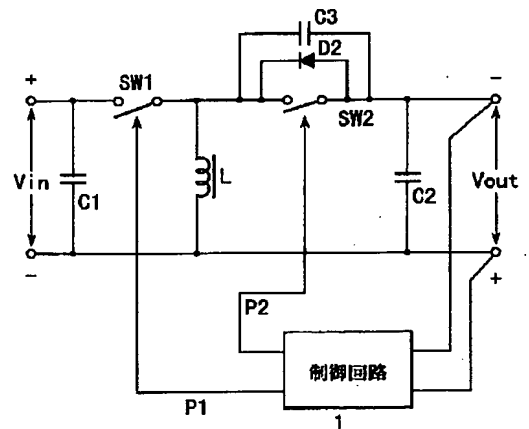 C3
D2
+
SW1
-
SW2
Vin
C1
L
C2
Vout
-
+
P2
制御回路
P1
1